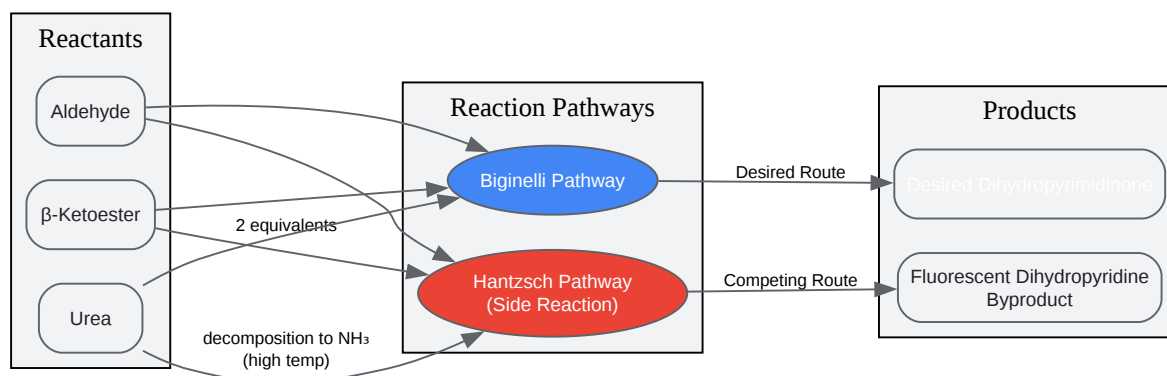 Reactants
Aldehyde
β-Ketoester
Urea
2 equivalents
decomposition to NH₃
(high temp)
Reaction Pathways
Biginelli Pathway
Hantzsch Pathway
(Side Reaction)
Desired Route
Competing Route
Products
Desired Dihydropyrimidinone
Fluorescent Dihydropyridine
Byproduct